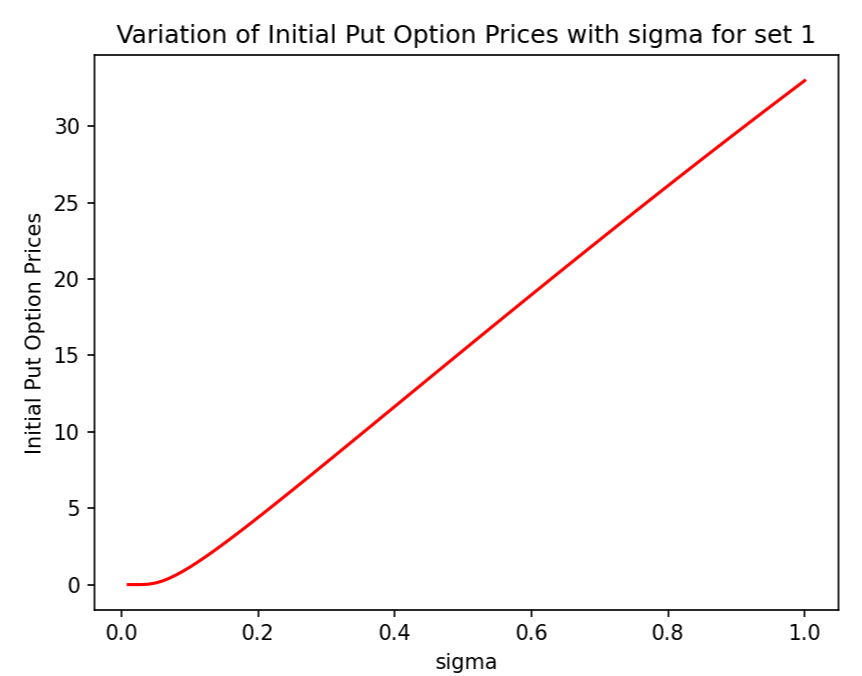 Variation of Initial Put Option Prices with sigma for set 1
Initial Put Option Prices
30
25
20
15
10
5
0
0.0 0.2 0.4 0.6 0.8 1.0
sigma